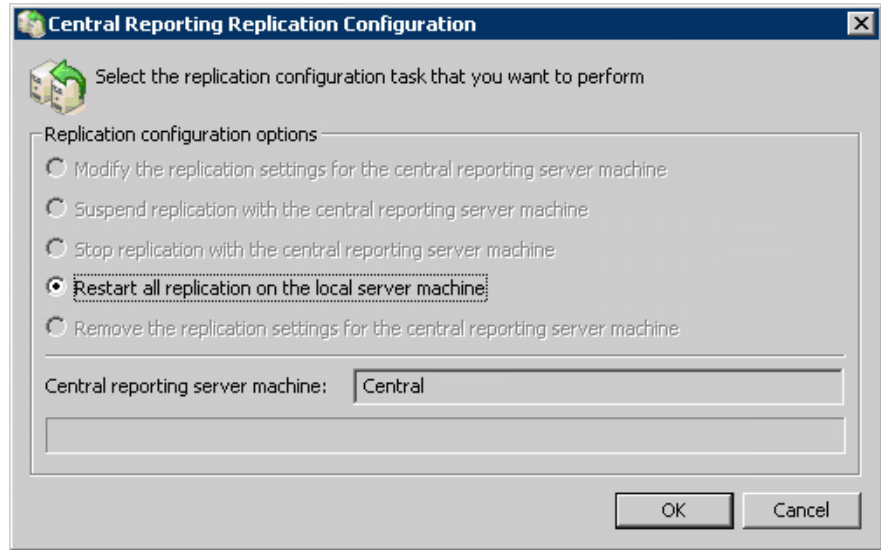 Central Reporting Replication Configuration
Select the replication configuration task that you want to perform
Replication configuration options
Modify the replication settings for the central reporting server machine
Suspend replication with the central reporting server machine
Stop replication with the central reporting server machine
Restart all replication on the local server machine
Remove the replication settings for the central reporting server machine
Central reporting server machine: Central
OK Cancel